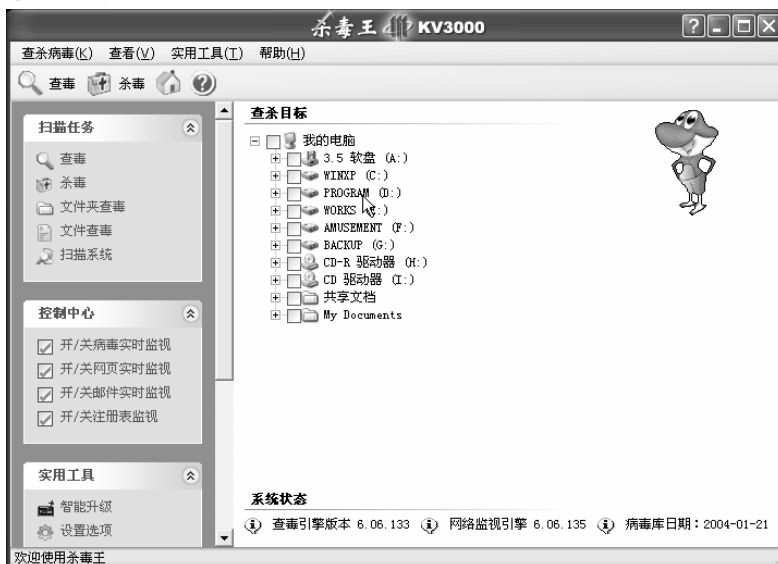 杀毒王 KV3000
查杀病毒(K) 查看(V) 实用工具(T) 帮助(H)
查毒 杀毒
扫描任务
查毒
杀毒
文件夹查毒
文件查毒
扫描系统
控制中心
开/关病毒实时监视
开/关网页实时监视
开/关邮件实时监视
开/关注册表监视
实用工具
智能升级
设置选项
查杀目标
我的电脑
3.5 软盘 (A:)
WINXP (C:)
PROGRAM (D:)
WORKS :)
AMUSEMENT (F:)
BACKUP (G:)
CD-R 驱动器 (H:)
CD 驱动器 (I:)
共享文档
My Documents
系统状态
查毒引擎版本 6.06.133 网络监视引擎 6.06.135 病毒库日期：2004-01-21
欢迎使用杀毒王